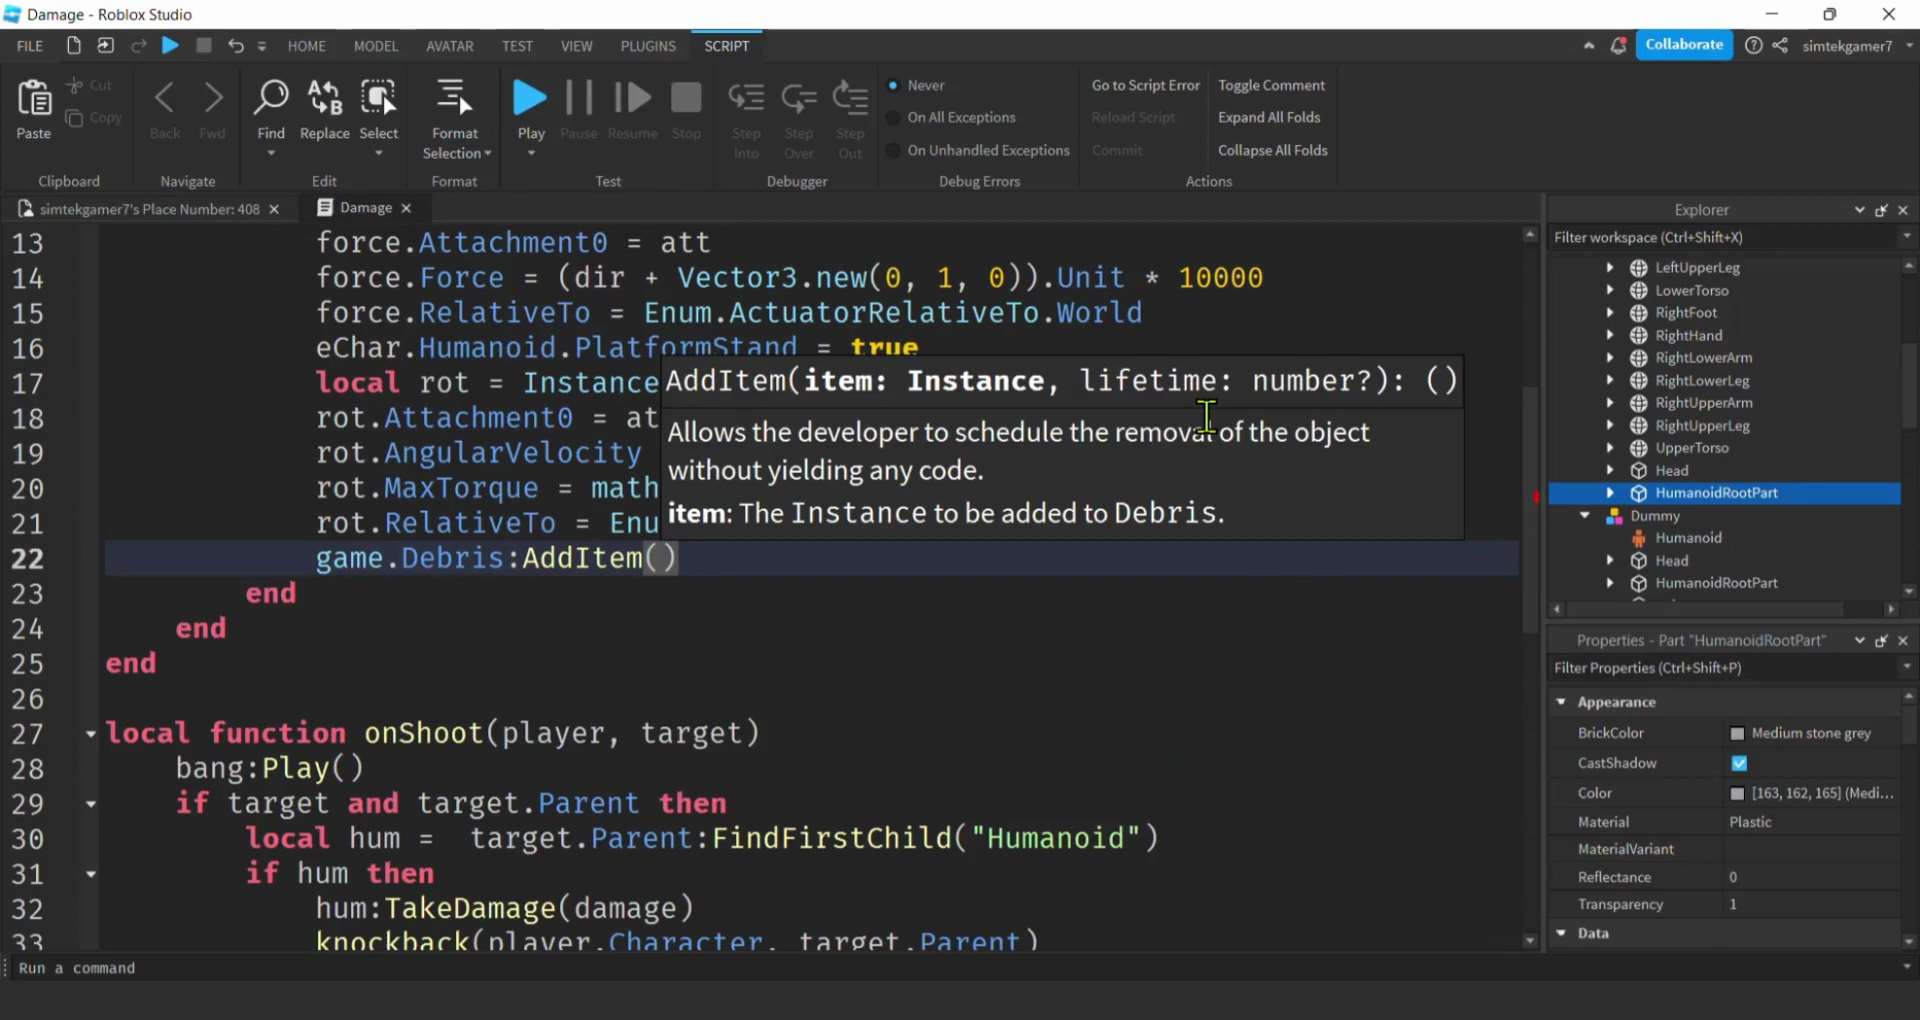 Damage - Roblox Studio
FILE HOME MODEL AVATAR TEST VIEW PLUGINS SCRIPT Collaborate simtekgamer7
Paste Cut Copy Back Fwd Find Replace Select Format Selection Play Pause Resume Stop Step Into Step Over Step Out
Never
On All Exceptions
On Unhandled Exceptions
Go to Script Error
Reload Script
Commit
Toggle Comment
Expand All Folds
Collapse All Folds
Clipboard Navigate Edit Format Test Debugger Debug Errors Actions
simtekgamer7's Place Number: 408 Damage
13 force.Attachment0 = att
14 force.Force = (dir + Vector3.new(0, 1, 0)).Unit * 10000
15 force.RelativeTo = Enum.ActuatorRelativeTo.World
16 eChar.Humanoid.PlatformStand = true
17 local rot = Instance
18 rot.Attachment0 = at
19 rot.AngularVelocity
20 rot.MaxTorque = math
21 rot.RelativeTo = Enu
22 game.Debris:AddItem()
23 end
24 end
25 end
26
27 local function onShoot(player, target)
28 bang:Play()
29 if target and target.Parent then
30 local hum = target.Parent:FindFirstChild("Humanoid")
31 if hum then
32 hum:TakeDamage(damage)
33 knockback(player.Character, target.Parent)
AddItem(item: Instance, lifetime: number?): ()
Allows the developer to schedule the removal of the object
without yielding any code.
item: The Instance to be added to Debris.
Explorer
Filter workspace (Ctrl+Shift+X)
LeftUpperLeg
LowerTorso
RightFoot
RightHand
RightLowerArm
RightLowerLeg
RightUpperArm
RightUpperLeg
UpperTorso
Head
HumanoidRootPart
Dummy
Humanoid
Head
HumanoidRootPart
Properties - Part "HumanoidRootPart"
Filter Properties (Ctrl+Shift+P)
Appearance
BrickColor Medium stone grey
CastShadow
Color [163, 162, 165] (Medi...
Material Plastic
MaterialVariant
Reflectance 0
Transparency 1
Data
Run a command